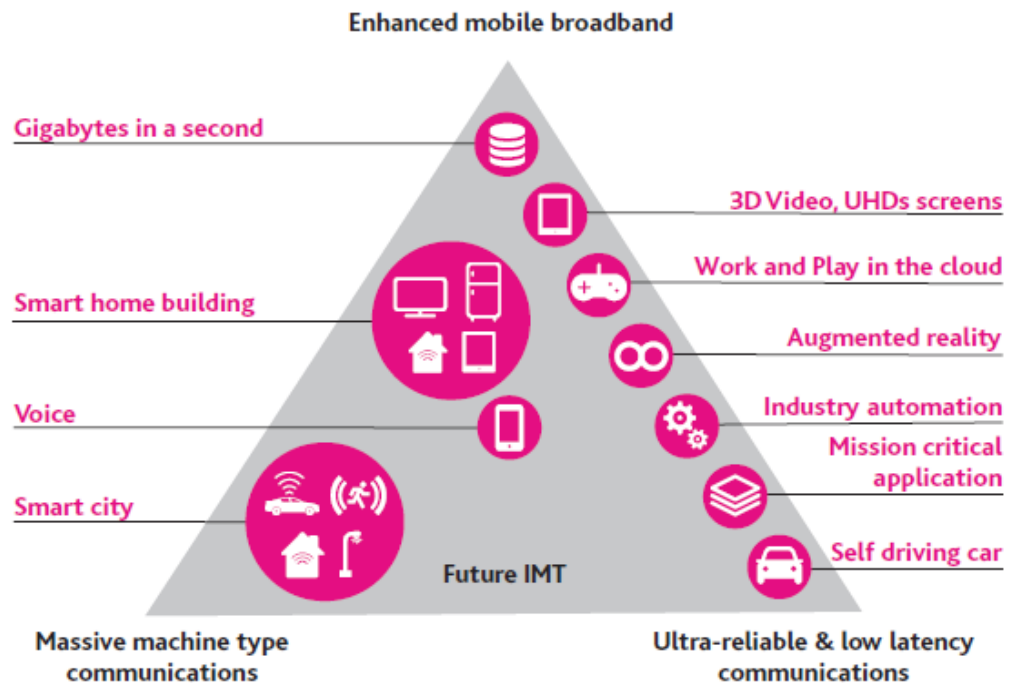 Enhanced mobile broadband
Gigabytes in a second
3D Video, UHDs screens
Work and Play in the cloud
Smart home building
Augmented reality
Voice
Industry automation
Mission critical
application
Smart city
Self driving car
Future IMT
Massive machine type
communications
Ultra-reliable & low latency
communications